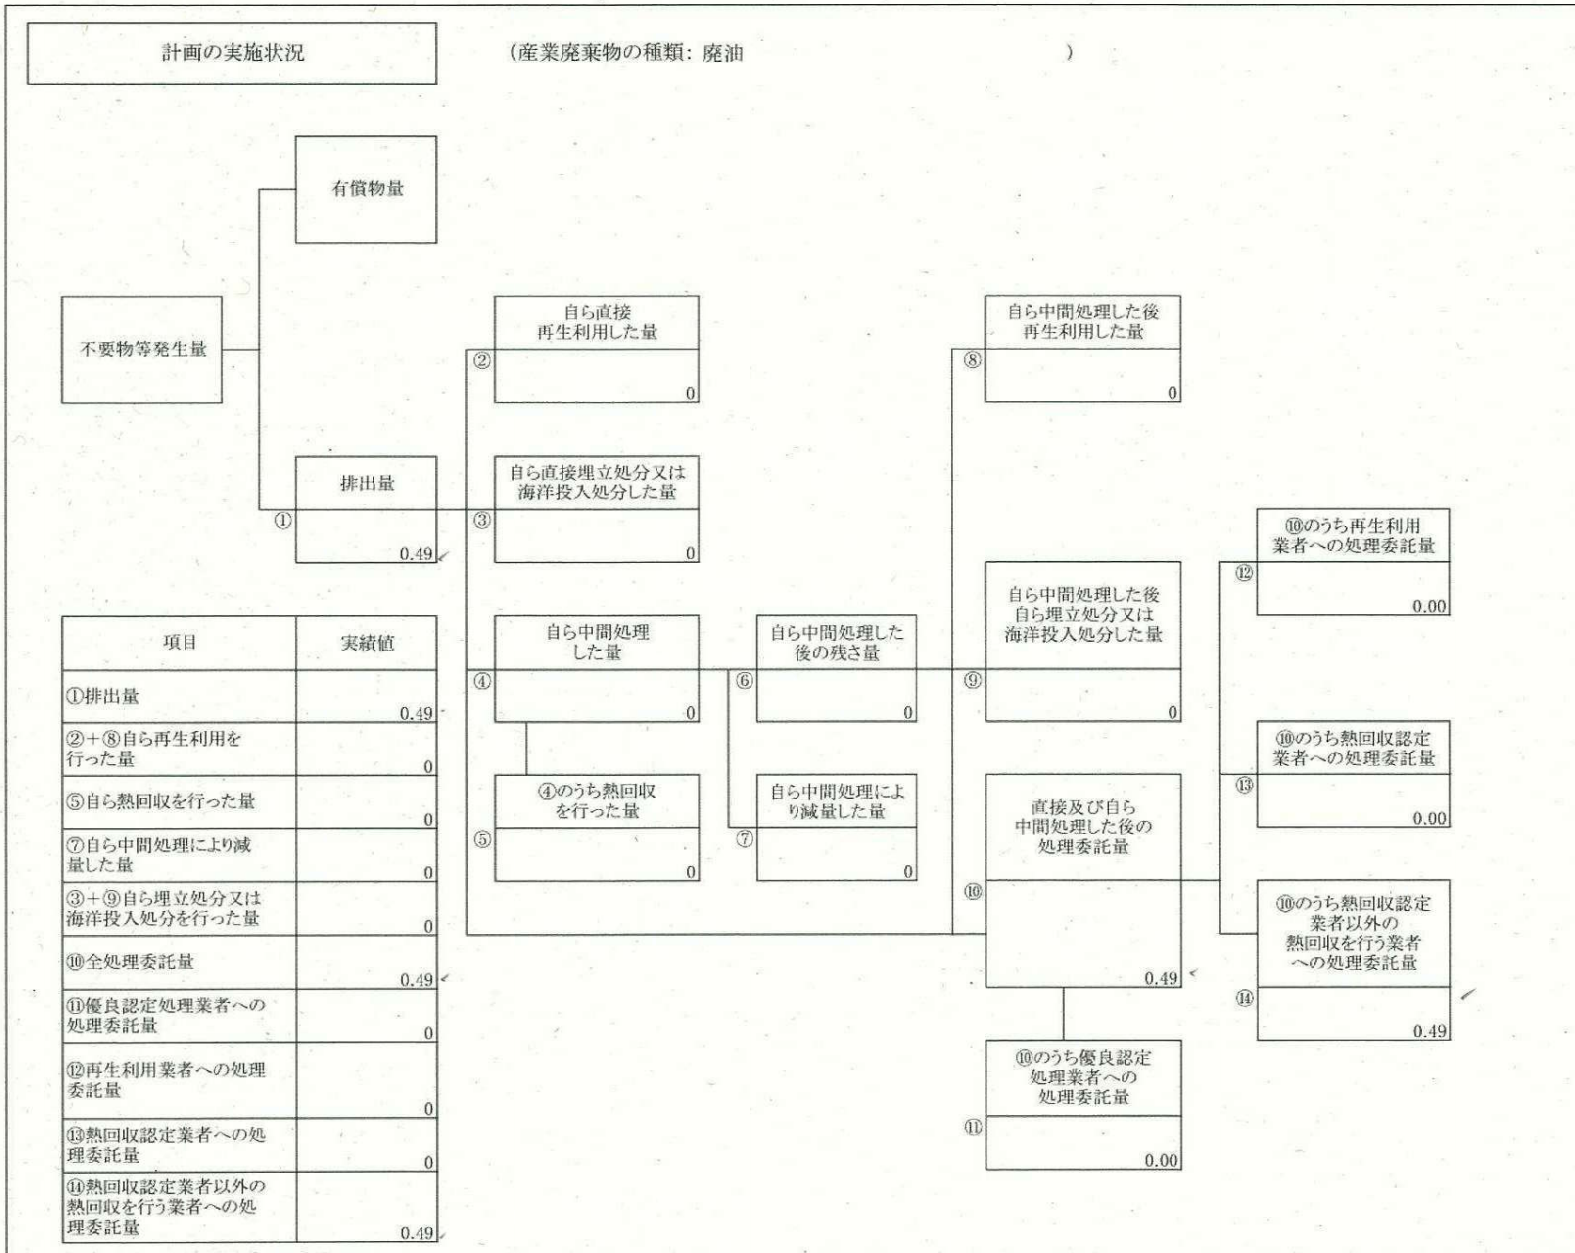 計画の実施状況
(産業廃棄物の種類: 廃油 )
有償物量
不要物等発生量
排出量
①
0.49
自ら直接
再生利用した量
②
0
自ら直接埋立処分又は
海洋投入処分した量
③
0
自ら中間処理
した量
④
0
④のうち熱回収
を行った量
⑤
0
自ら中間処理した
後の残さ量
⑥
0
自ら中間処理によ
り減量した量
⑦
0
自ら中間処理した後
再生利用した量
⑧
0
自ら中間処理した後
自ら埋立処分又は
海洋投入処分した量
⑨
0
直接及び自ら
中間処理した後の
処理委託量
⑩
0.49
⑩のうち優良認定
処理業者への
処理委託量
⑪
0.00
⑩のうち再生利用
業者への処理委託量
⑫
0.00
⑩のうち熱回収認定
業者への処理委託量
⑬
0.00
⑩のうち熱回収認定
業者以外の
熱回収を行う業者
への処理委託量
⑭
0.49
項目 実績値
①排出量
0.49
②+⑧自ら再生利用を
行った量
0
⑤自ら熱回収を行った量
0
⑦自ら中間処理により減
量した量
0
③+⑨自ら埋立処分又は
海洋投入処分を行った量
0
⑩全処理委託量
0.49
⑪優良認定処理業者への
処理委託量
0
⑫再生利用業者への処理
委託量
0
⑬熱回収認定業者への処
理委託量
0
⑭熱回収認定業者以外の
熱回収を行う業者への処
理委託量
0.49